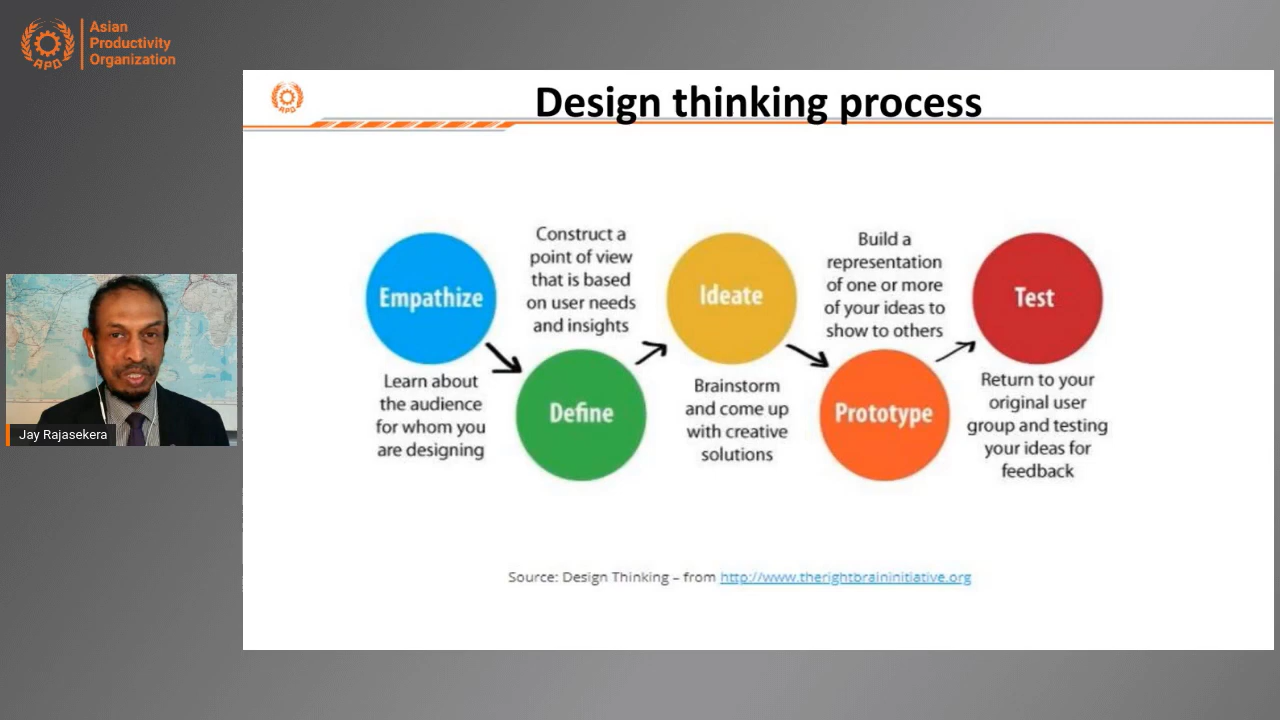 Asian
Productivity
Organization
APO
APO
Design thinking process
Empathize
Learn about
the audience
for whom you
are designing
Construct a
point of view
that is based
on user needs
and insights
Define
Ideate
Brainstorm
and come up
with creative
solutions
Build a
representation
of one or more
of your ideas to
show to others
Prototype
Test
Return to your
original user
group and testing
your ideas for
feedback
Source: Design Thinking – from http://www.therightbraininitiative.org
Jay Rajasekera